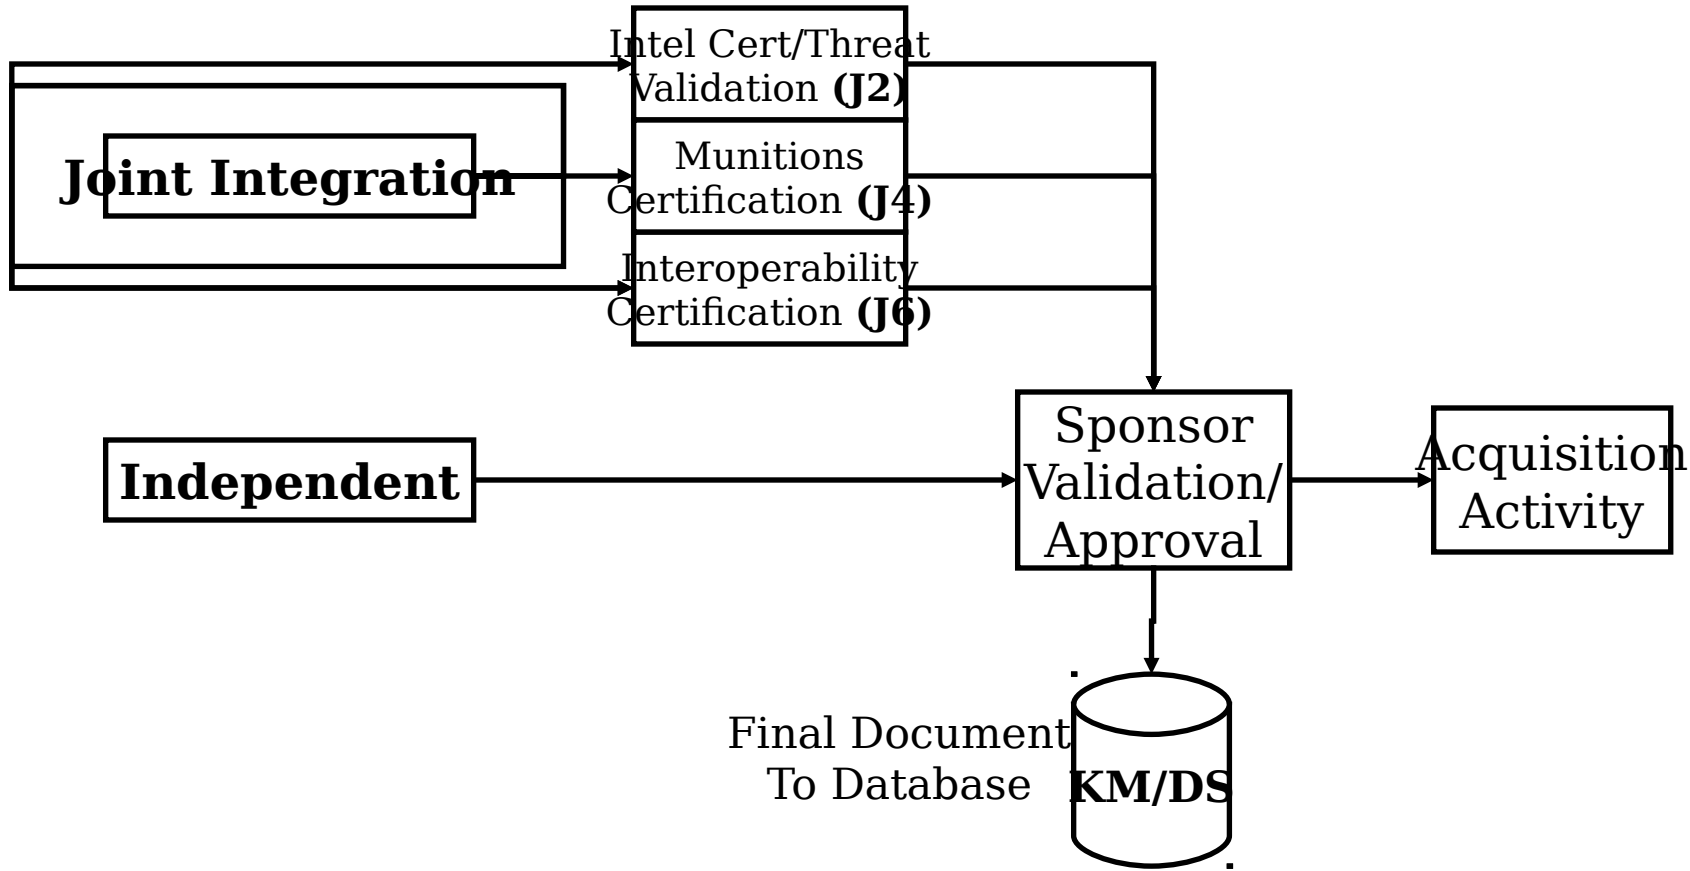 Intel Cert/Threat
Validation (J2)
Joint Integration
Munitions
Certification (J4)
Interoperability
Certification (J6)
Independent
Sponsor
Validation/
Approval
Acquisition
Activity
Final Document
To Database
KM/DS